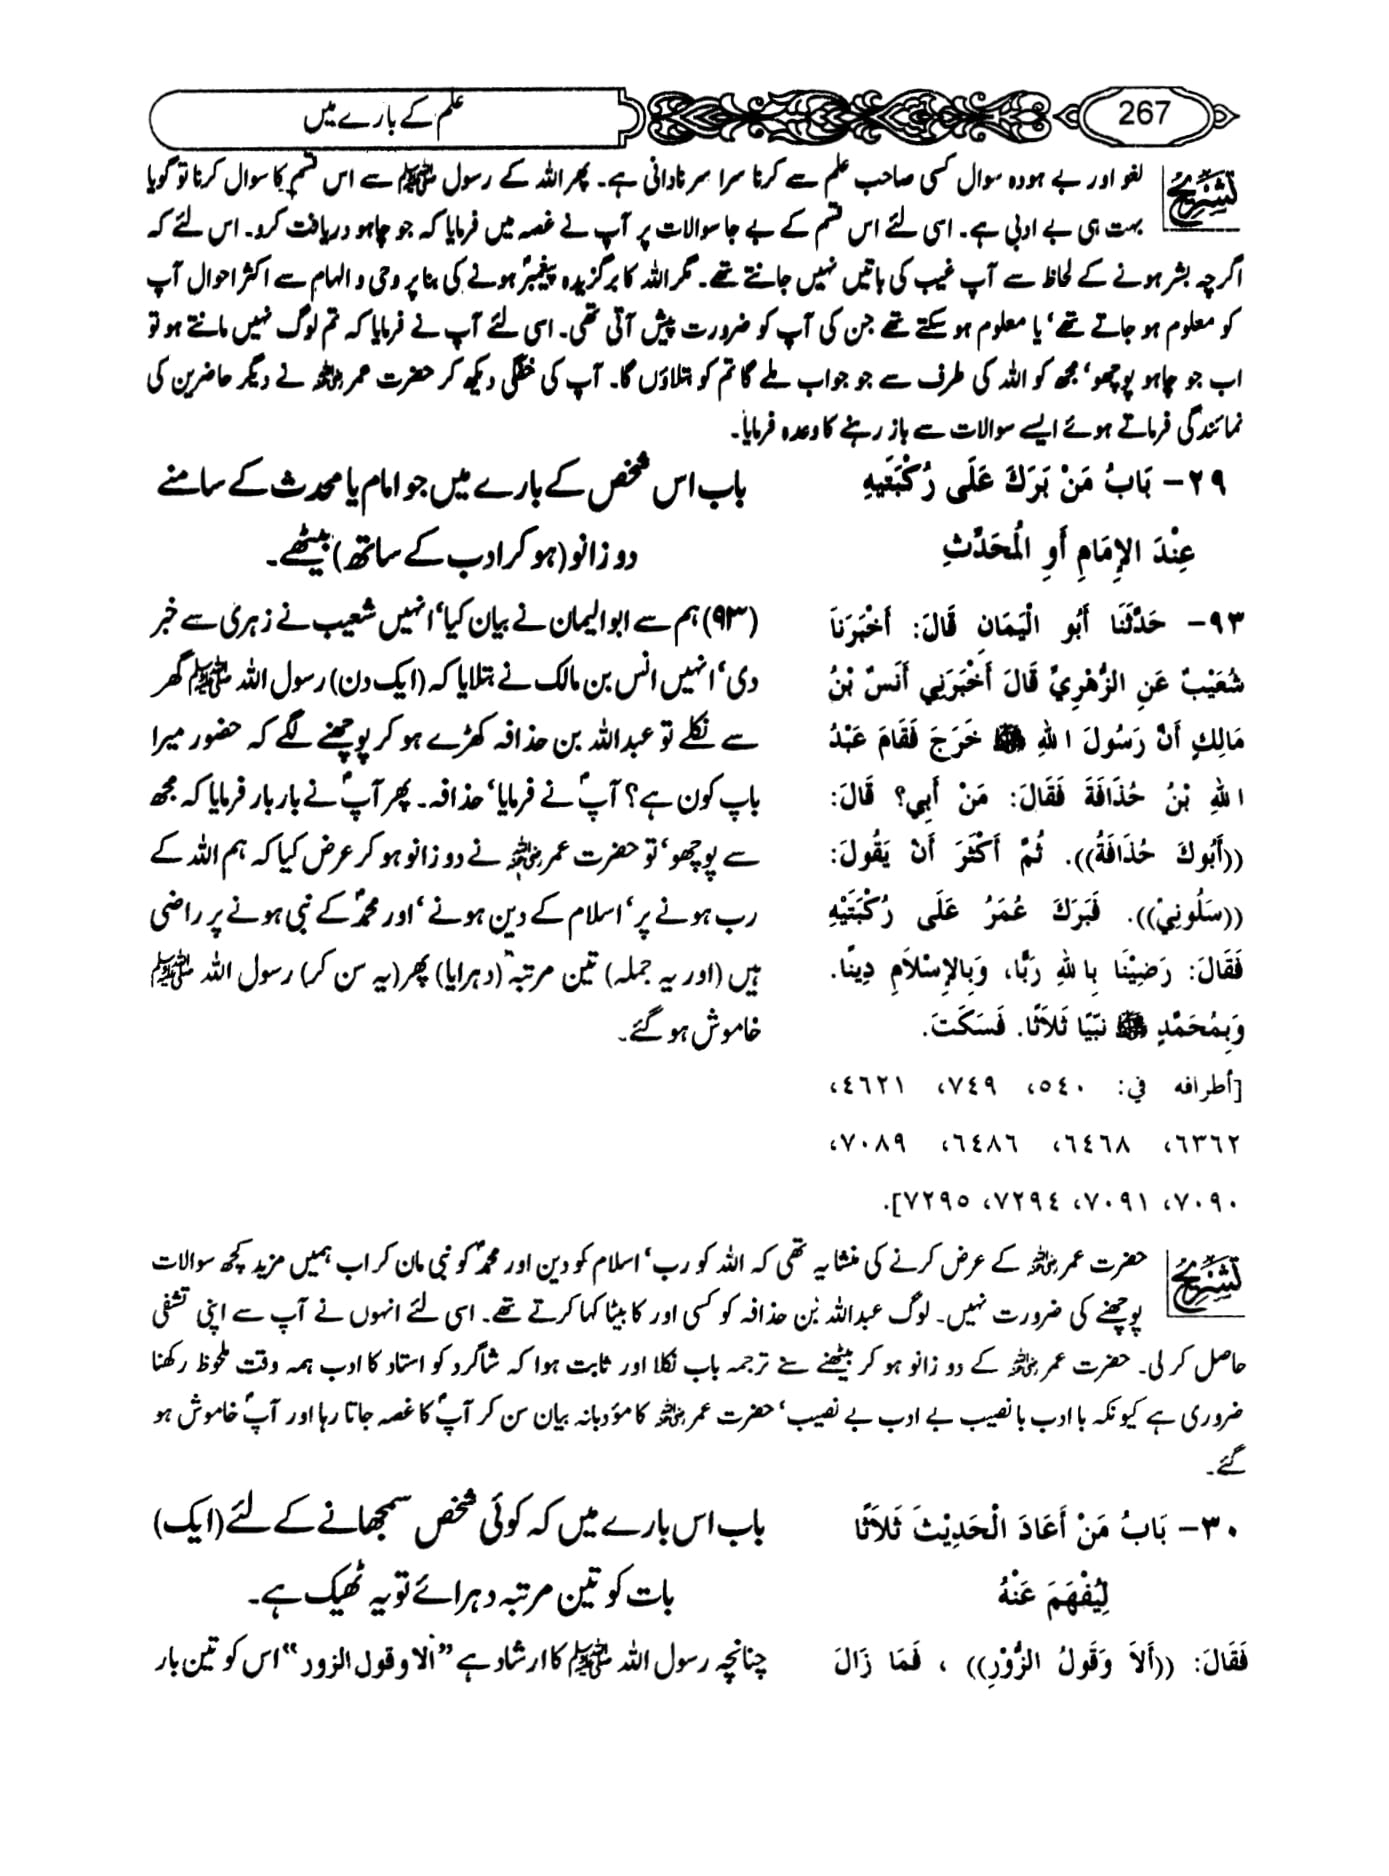 267
علم کے بارے میں
تشریح
لغو اور بے ہودہ سوال کسی صاحب علم سے کرنا سرا سر نادانی ہے۔ پھر اللہ کے رسول ﷺ سے اس قسم کا سوال کرنا تو گویا
بہت ہی بے ادبی ہے۔ اسی لئے اس قسم کے بے جا سوالات پر آپ نے غصہ میں فرمایا کہ جو چاہو دریافت کرو۔ اس لئے کہ
اگرچہ بشر ہونے کے لحاظ سے آپ غیب کی باتیں نہیں جانتے تھے۔ مگر اللہ کا برگزیدہ پیغمبر ہونے کی بنا پر وحی و الہام سے اکثر احوال آپ
کو معلوم ہو جاتے تھے‘ یا معلوم ہو سکتے تھے جن کی آپ کو ضرورت پیش آتی تھی۔ اسی لئے آپ نے فرمایا کہ تم لوگ نہیں مانتے ہو تو
اب جو چاہو پوچھو‘ مجھ کو اللہ کی طرف سے جو جواب ملے گا تم کو بتلاؤں گا۔ آپ کی خفگی دیکھ کر حضرت عمر رضی اللہ عنہ نے دیگر حاضرین کی
نمائندگی فرماتے ہوئے ایسے سوالات سے باز رہنے کا وعدہ فرمایا۔
٢٩- بَابُ مَنْ بَرَكَ عَلَى رُكْبَتَيهِ
عِنْدَ الإِمَامِ أَوِ الْمُحَدِّثِ
باب اس شخص کے بارے میں جو امام یا محدث کے سامنے
دو زانو (ہو کر ادب کے ساتھ) بیٹھے۔
٩٣- حَدَّثَنَا أَبُو الْيَمَانِ قَالَ: أَخْبَرَنَا
شُعَيْبٌ عَنِ الزُّهْرِيِّ قَالَ أَخْبَرَنِي أَنَسُ بْنُ
مَالِكٍ أَنَّ رَسُولَ اللهِ ﷺ خَرَجَ فَقَامَ عَبْدُ
اللهِ بْنُ حُذَافَةَ فَقَالَ: مَنْ أَبِي؟ قَالَ:
((أَبُوكَ حُذَافَةُ)). ثُمَّ أَكْثَرَ أَنْ يَقُولَ:
((سَلُونِيْ)). فَبَرَكَ عُمَرُ عَلَى رُكْبَتَيْهِ
فَقَالَ: رَضِيْنَا بِاللهِ رَبًّا، وَبِالإِسْلاَمِ دِينًا.
وَبِمُحَمَّدٍ ﷺ نَبِيًّا ثَلاَثًا. فَسَكَتَ.
[أطرافه في: ٥٤٠، ٧٤٩، ٤٦٢١،
٦٣٦٢، ٦٤٦٨، ٦٤٨٦، ٧٠٨٩،
٧٠٩٠، ٧٠٩١، ٧٢٩٤، ٧٢٩٥].
(۹۳) ہم سے ابوالیمان نے بیان کیا‘ انہیں شعیب نے زہری سے خبر
دی‘ انہیں انس بن مالک نے بتلایا کہ (ایک دن) رسول اللہ ﷺ گھر
سے نکلے تو عبداللہ بن حذافہ کھڑے ہو کر پوچھنے لگے کہ حضور میرا
باپ کون ہے؟ آپؐ نے فرمایا‘ حذافہ۔ پھر آپؐ نے بار بار فرمایا کہ مجھ
سے پوچھو‘ تو حضرت عمر رضی اللہ عنہ نے دو زانو ہو کر عرض کیا کہ ہم اللہ کے
رب ہونے پر‘ اسلام کے دین ہونے‘ اور محمدؐ کے نبی ہونے پر راضی
ہیں (اور یہ جملہ) تین مرتبہ (دہرایا) پھر (یہ سن کر) رسول اللہ ﷺ
خاموش ہو گئے۔
تشریح
حضرت عمر رضی اللہ عنہ کے عرض کرنے کی منشا یہ تھی کہ اللہ کو رب‘ اسلام کو دین اور محمدؐ کو نبی مان کر اب ہمیں مزید کچھ سوالات
پوچھنے کی ضرورت نہیں۔ لوگ عبداللہ بن حذافہ کو کسی اور کا بیٹا کہا کرتے تھے۔ اسی لئے انہوں نے آپ سے اپنی تشفی
حاصل کر لی۔ حضرت عمر رضی اللہ عنہ کے دو زانو ہو کر بیٹھنے سے ترجمہ باب نکلا اور ثابت ہوا کہ شاگرد کو استاد کا ادب ہمہ وقت ملحوظ رکھنا
ضروری ہے کیونکہ با ادب با نصیب بے ادب بے نصیب‘ حضرت عمر رضی اللہ عنہ کا مؤدبانہ بیان سن کر آپؐ کا غصہ جاتا رہا اور آپؐ خاموش ہو
گئے۔
٣٠- بَابُ مَنْ أَعَادَ الْحَدِيْثَ ثَلاَثًا
لِيُفْهَمَ عَنْهُ
باب اس بارے میں کہ کوئی شخص سمجھانے کے لئے (ایک)
بات کو تین مرتبہ دہرائے تو یہ ٹھیک ہے۔
فَقَالَ: ((أَلاَ وَقَولُ الزُّوْرِ))، فَمَا زَالَ
چنانچہ رسول اللہ ﷺ کا ارشاد ہے "الا و قول الزور" اس کو تین بار